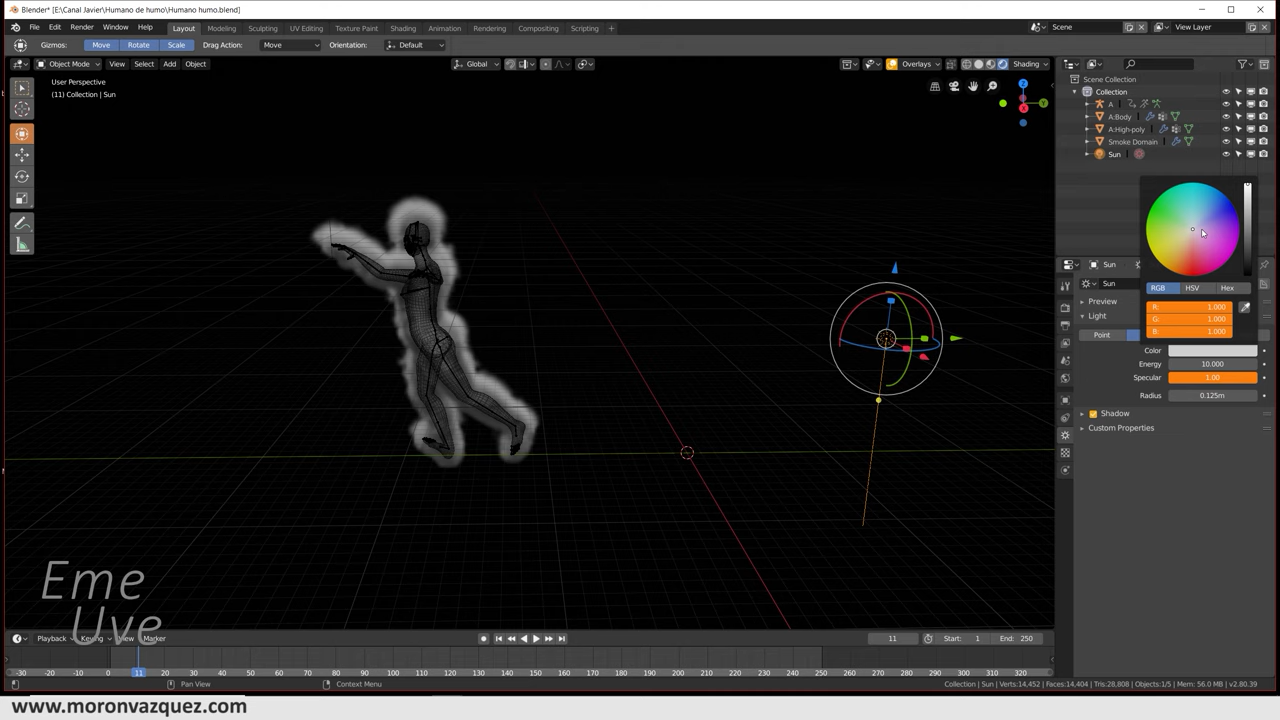 Blender* [E:\Canal Javier\Humano de humo\Humano humo.blend]
File Edit Render Window Help Layout Modeling Sculpting UV Editing Texture Paint Shading Animation Rendering Compositing Scripting + Scene View Layer
Gizmos: Move Rotate Scale Drag Action: Move Orientation: Default
Object Mode View Select Add Object Global Overlays Shading
User Perspective
(11) Collection | Sun
Scene Collection
Collection
A
A:Body
A:High-poly
Smoke Domain
Sun
Z
Y
X
RGB HSV Hex
R: 1.000
G: 1.000
B: 1.000
Sun
Sun
Preview
Light
Point
Color
Energy 10.000
Specular 1.00
Radius 0.125m
Shadow
Custom Properties
Eme
Uve
Playback Keying View Marker 11 Start: 1 End: 250
-50 -40 -30 -20 -10 0 11 20 30 40 50 60 70 80 90 100 110 120 130 140 150 160 170 180 190 200 210 220 230 240 250 260 270 280 290 300 310 320
Pan View Context Menu Collection | Sun | Verts:14,452 | Faces:14,404 | Tris:28,808 | Objects:1/5 | Mem: 56.0 MB | v2.80.39
www.moronvazquez.com